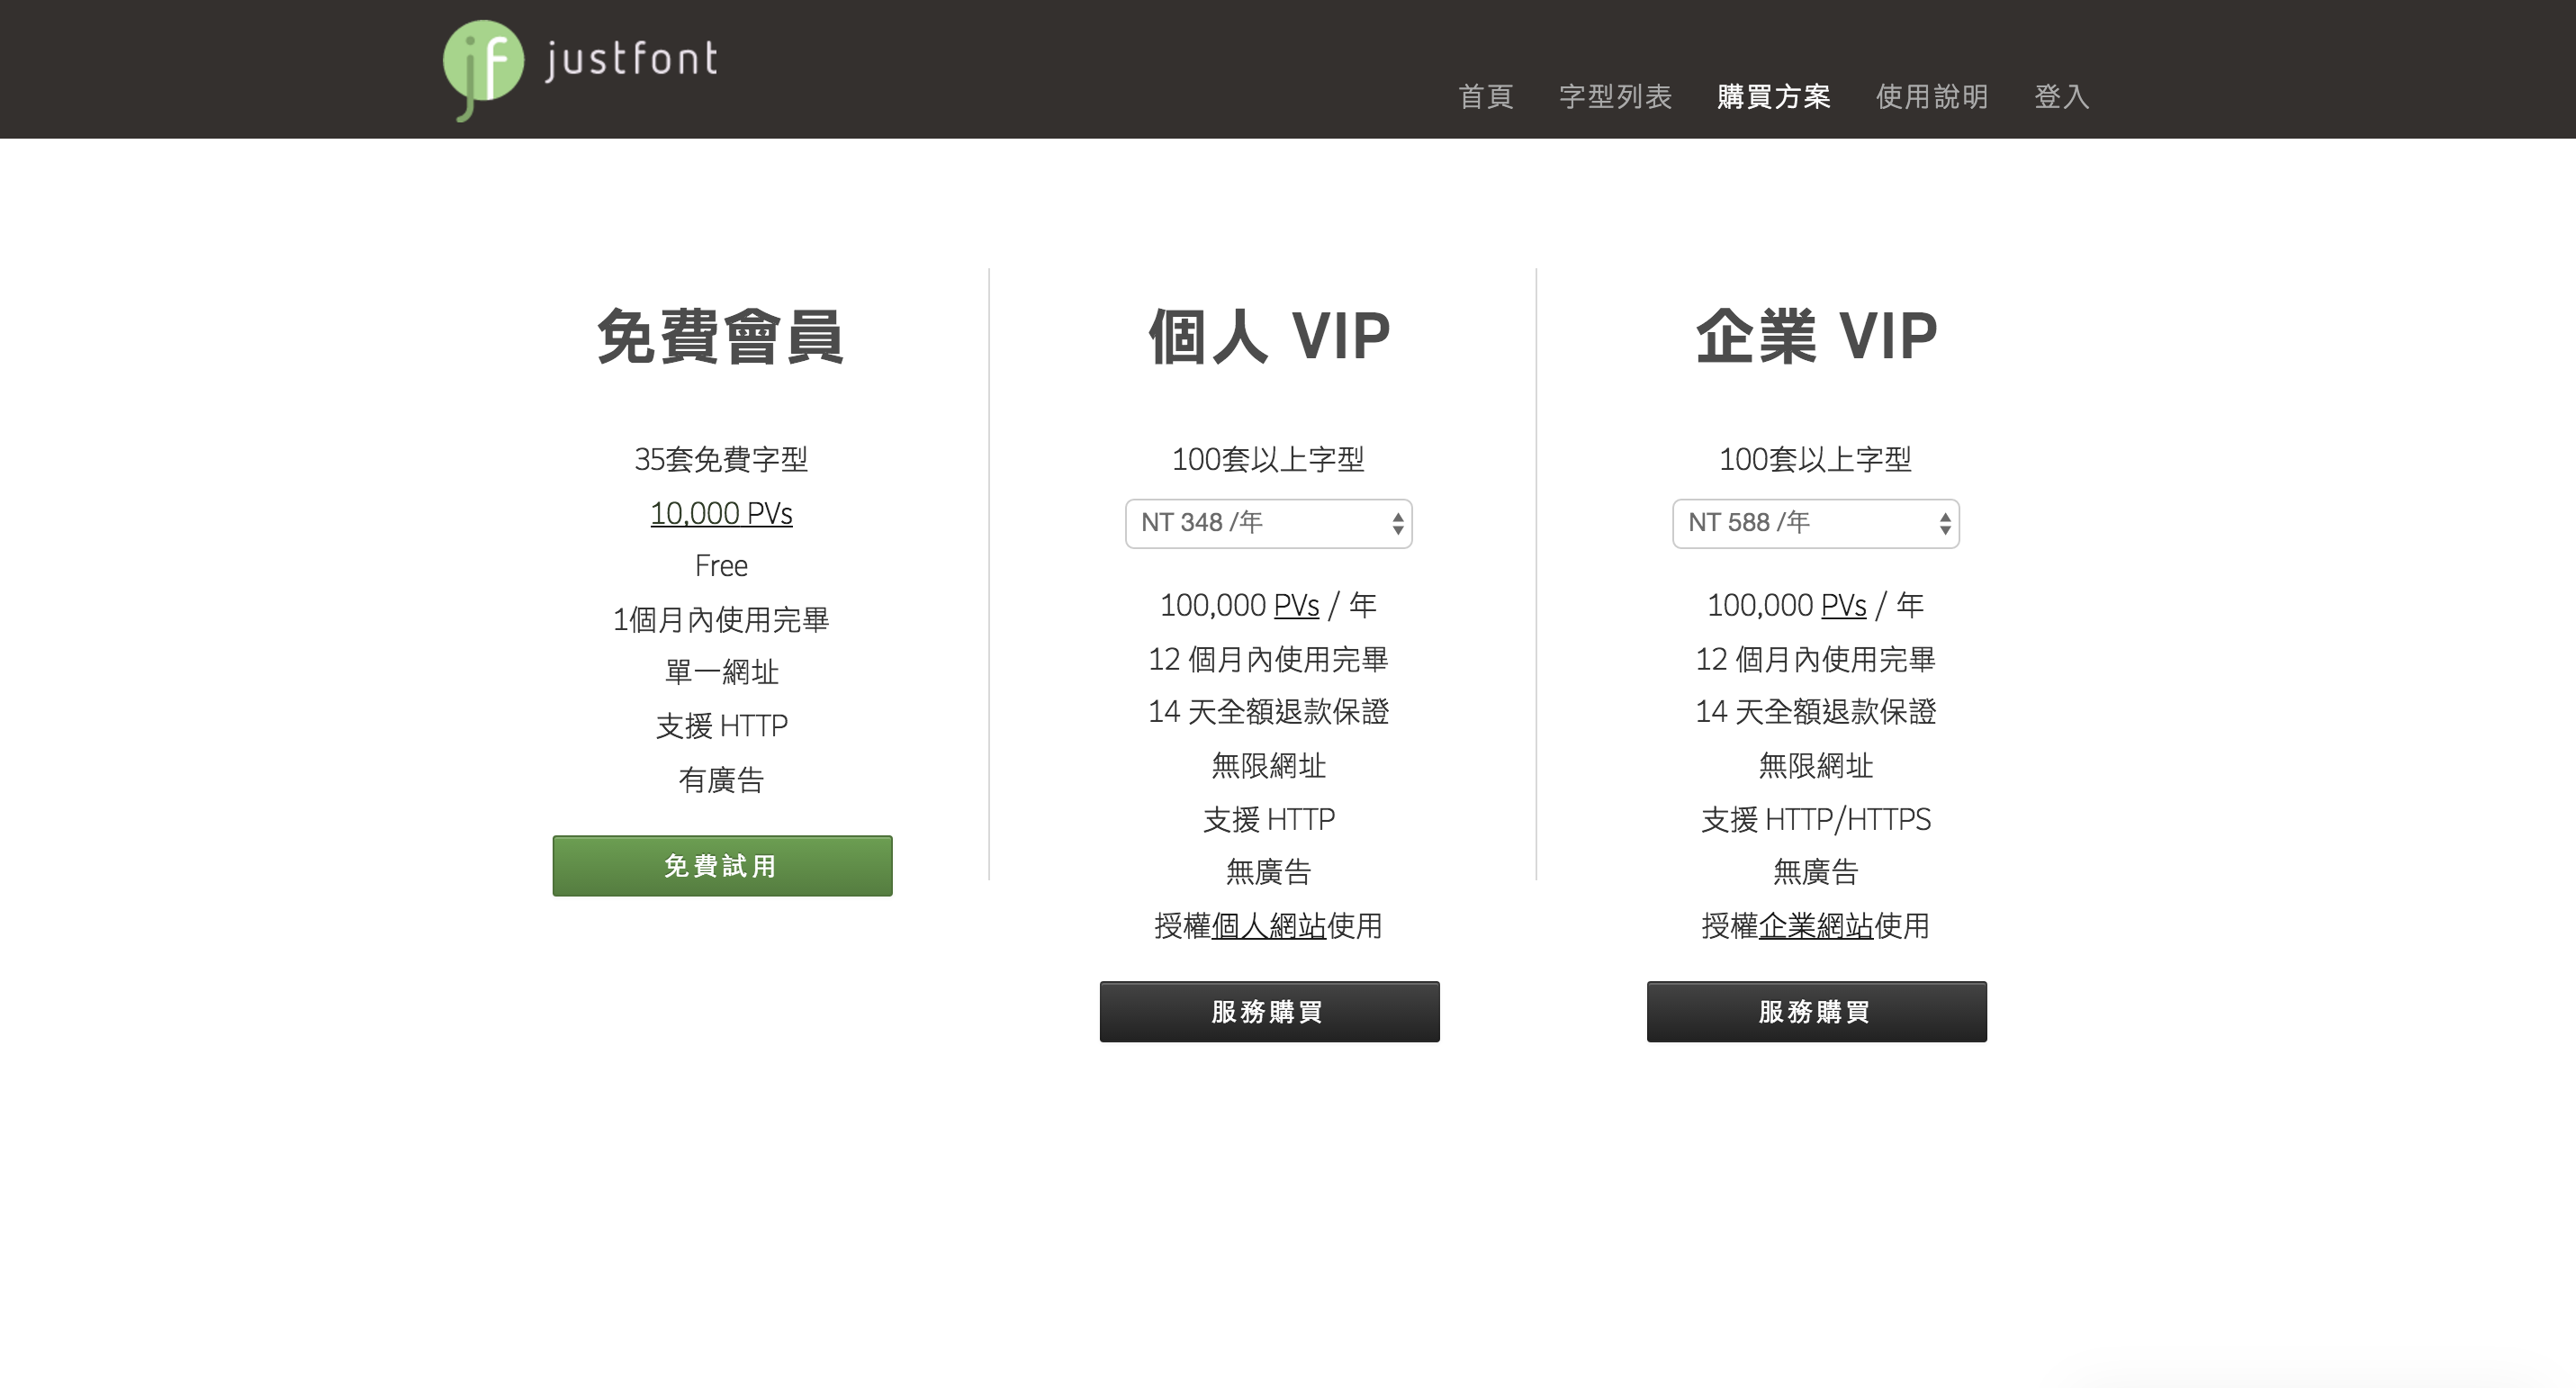 jf justfont
首頁 字型列表 購買方案 使用說明 登入
免費會員
35套免費字型
10,000 PVs
Free
1個月內使用完畢
單一網址
支援 HTTP
有廣告
免費試用
個人 VIP
100套以上字型
NT 348 /年
100,000 PVs / 年
12 個月內使用完畢
14 天全額退款保證
無限網址
支援 HTTP
無廣告
授權個人網站使用
服務購買
企業 VIP
100套以上字型
NT 588 /年
100,000 PVs / 年
12 個月內使用完畢
14 天全額退款保證
無限網址
支援 HTTP/HTTPS
無廣告
授權企業網站使用
服務購買